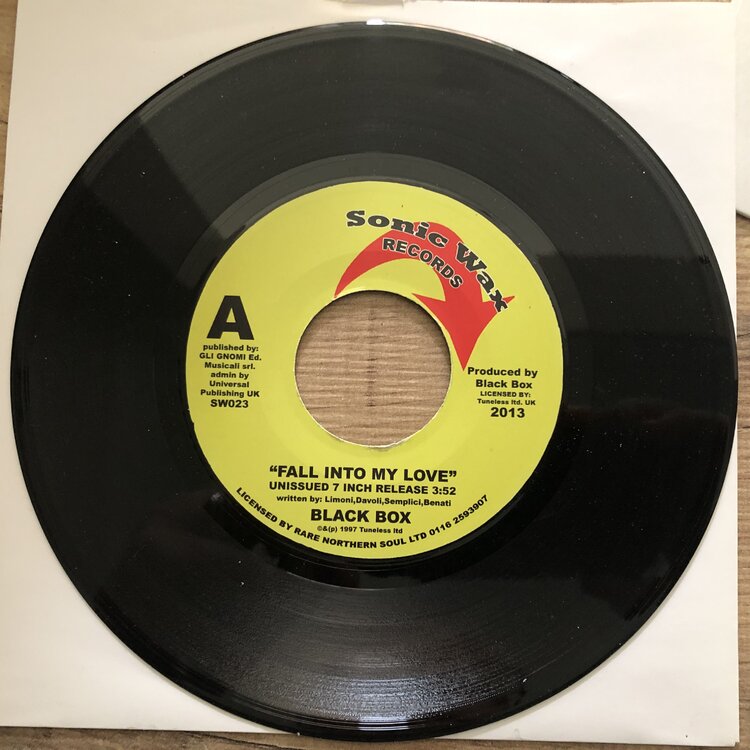 Sonic Wax
RECORDS
A
published by:
GLI GNOMI Ed.
Musicali srl.
admin by
Universal
Publishing UK
SW023
Produced by
Black Box
LICENSED BY:
Tuneless ltd. UK
2013
“FALL INTO MY LOVE”
UNISSUED 7 INCH RELEASE 3:52
written by: Limoni,Davoli,Semplici,Benati
BLACK BOX
©&(p) 1997 Tuneless ltd
LICENSED BY RARE NORTHERN SOUL LTD 0116 2593907